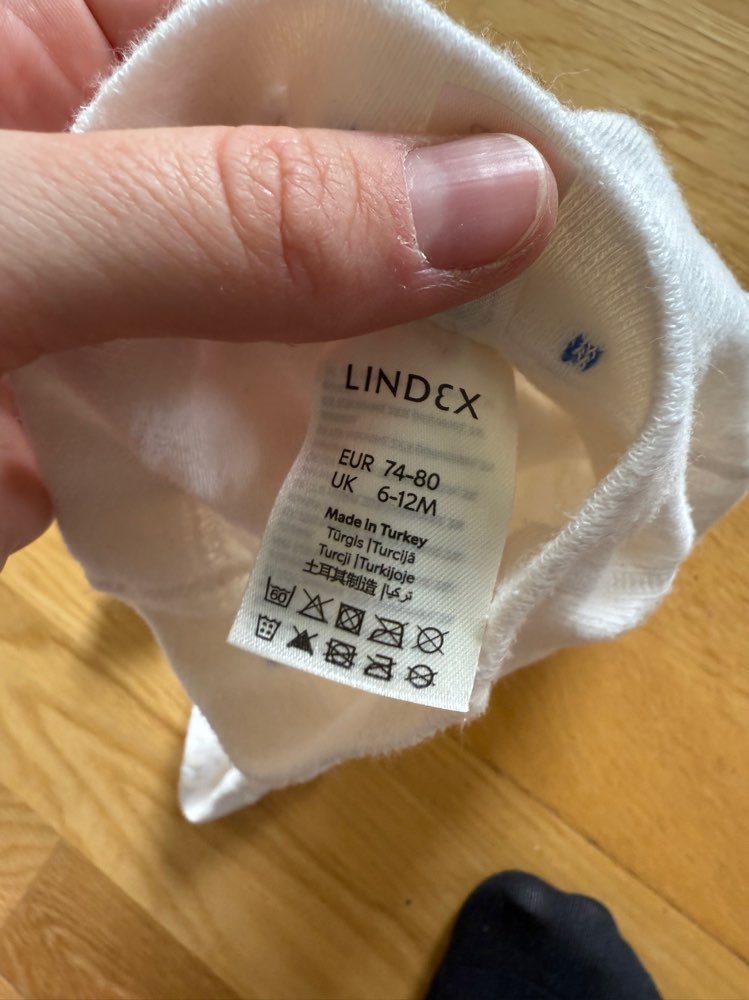 LINDEX
EUR 74-80
UK 6-12M
Made in Turkey
Türgis |Turcijā
Turcji |Turkijoje
土耳其制造 |تركيا
60